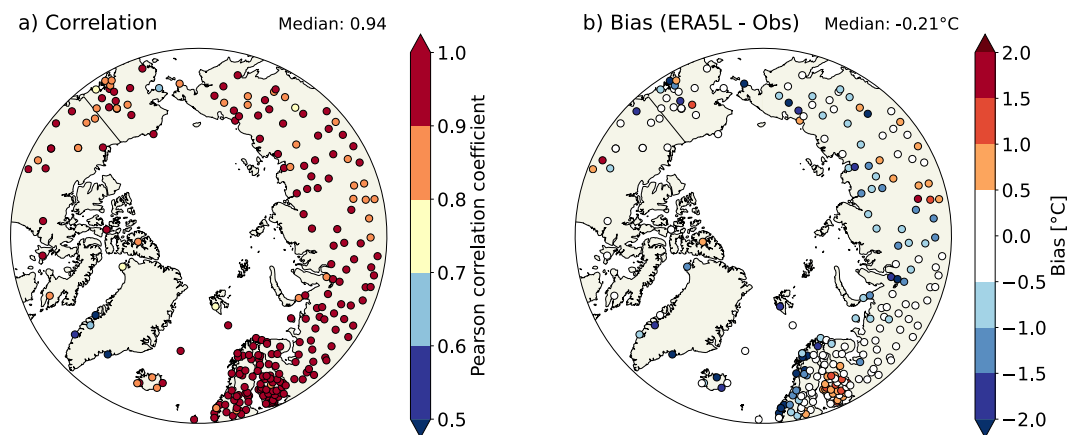 a) Correlation
Median: 0.94
1.0
0.9
0.8
0.7
0.6
0.5
Pearson correlation coefficient
b) Bias (ERA5L - Obs)
Median: -0.21°C
2.0
1.5
1.0
0.5
0.0
−0.5
−1.0
−1.5
−2.0
Bias [°C]